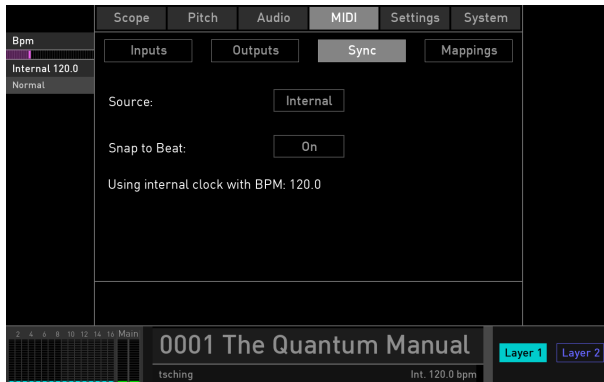 Scope Pitch Audio MIDI Settings System
Bpm
Internal 120.0
Normal
Inputs Outputs Sync Mappings
Source: Internal
Snap to Beat: On
Using internal clock with BPM: 120.0
2 4 6 8 10 12 14 16 Main
0001 The Quantum Manual
tsching Int. 120.0 bpm
Layer 1 Layer 2